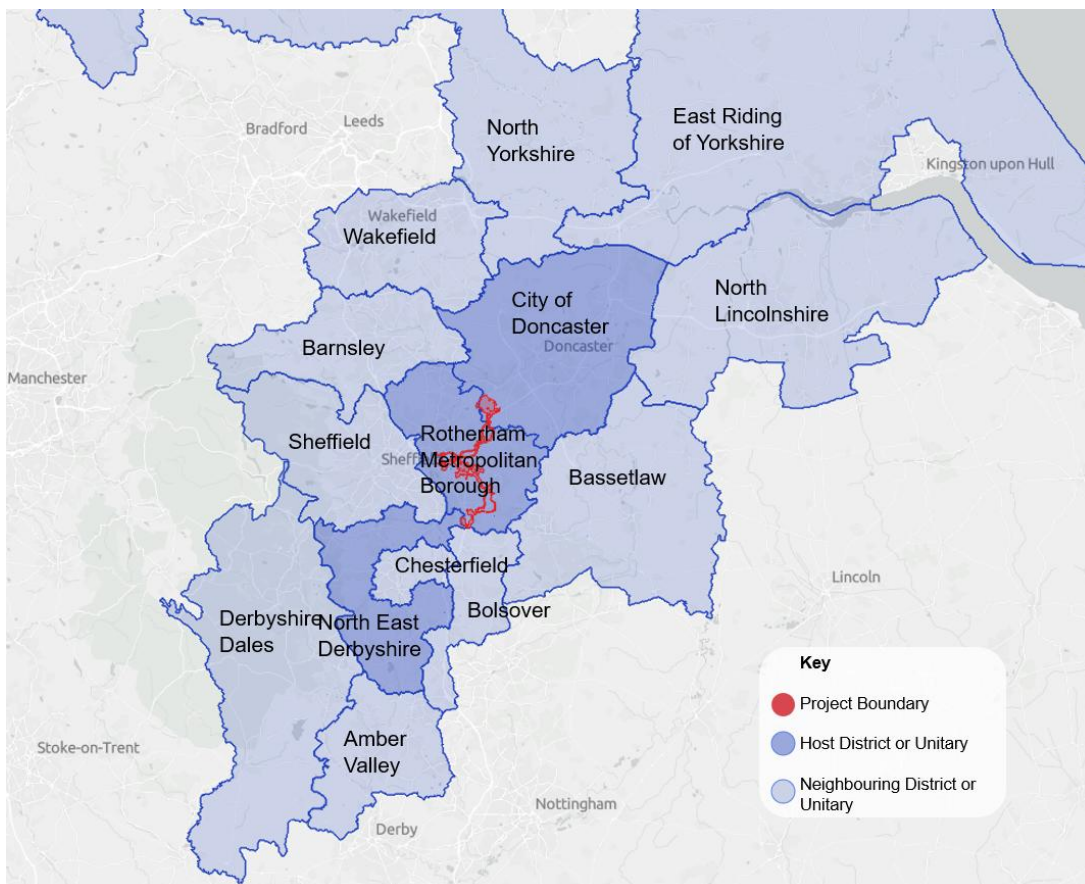 Bradford
Leeds
North
Yorkshire
East Riding
of Yorkshire
Kingston upon Hull
Wakefield
Wakefield
City of
Doncaster
Doncaster
North
Lincolnshire
Barnsley
Manchester
Sheffield
Rotherham
Metropolitan
Borough
Bassetlaw
Chesterfield
Lincoln
Bolsover
Derbyshire
Dales
North East
Derbyshire
Stoke-on-Trent
Amber
Valley
Nottingham
Derby
Key
Project Boundary
Host District or Unitary
Neighbouring District or
Unitary